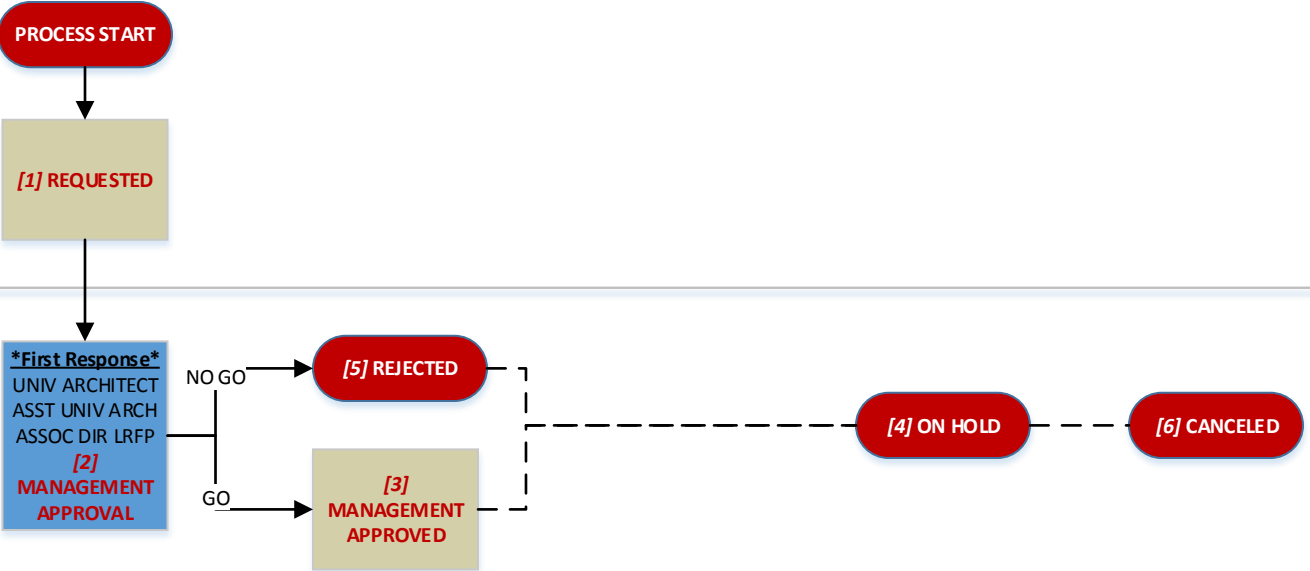 PROCESS START
[1] REQUESTED
*First Response*
UNIV ARCHITECT
ASST UNIV ARCH
ASSOC DIR LRFP
[2]
MANAGEMENT
APPROVAL
NO GO
GO
[5] REJECTED
[3]
MANAGEMENT
APPROVED
[4] ON HOLD
[6] CANCELED